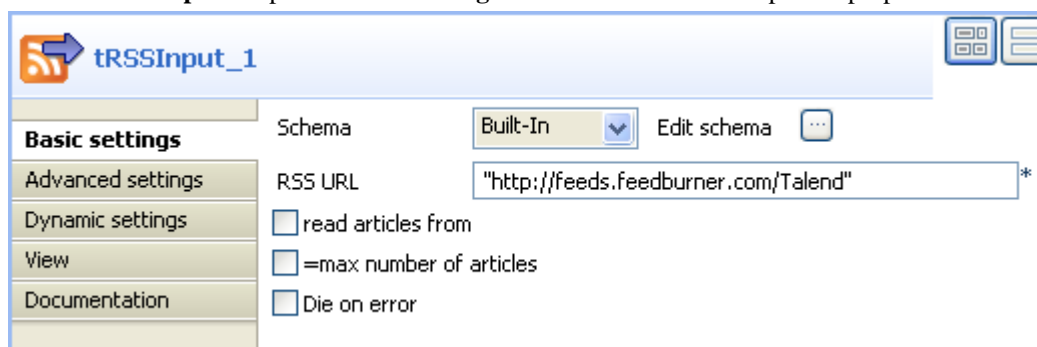 tRSSInput_1
Basic settings
Schema
Built-In
Edit schema
...
Advanced settings
RSS URL
"http://feeds.feedburner.com/Talend"
*
Dynamic settings
read articles from
View
=max number of articles
Documentation
Die on error